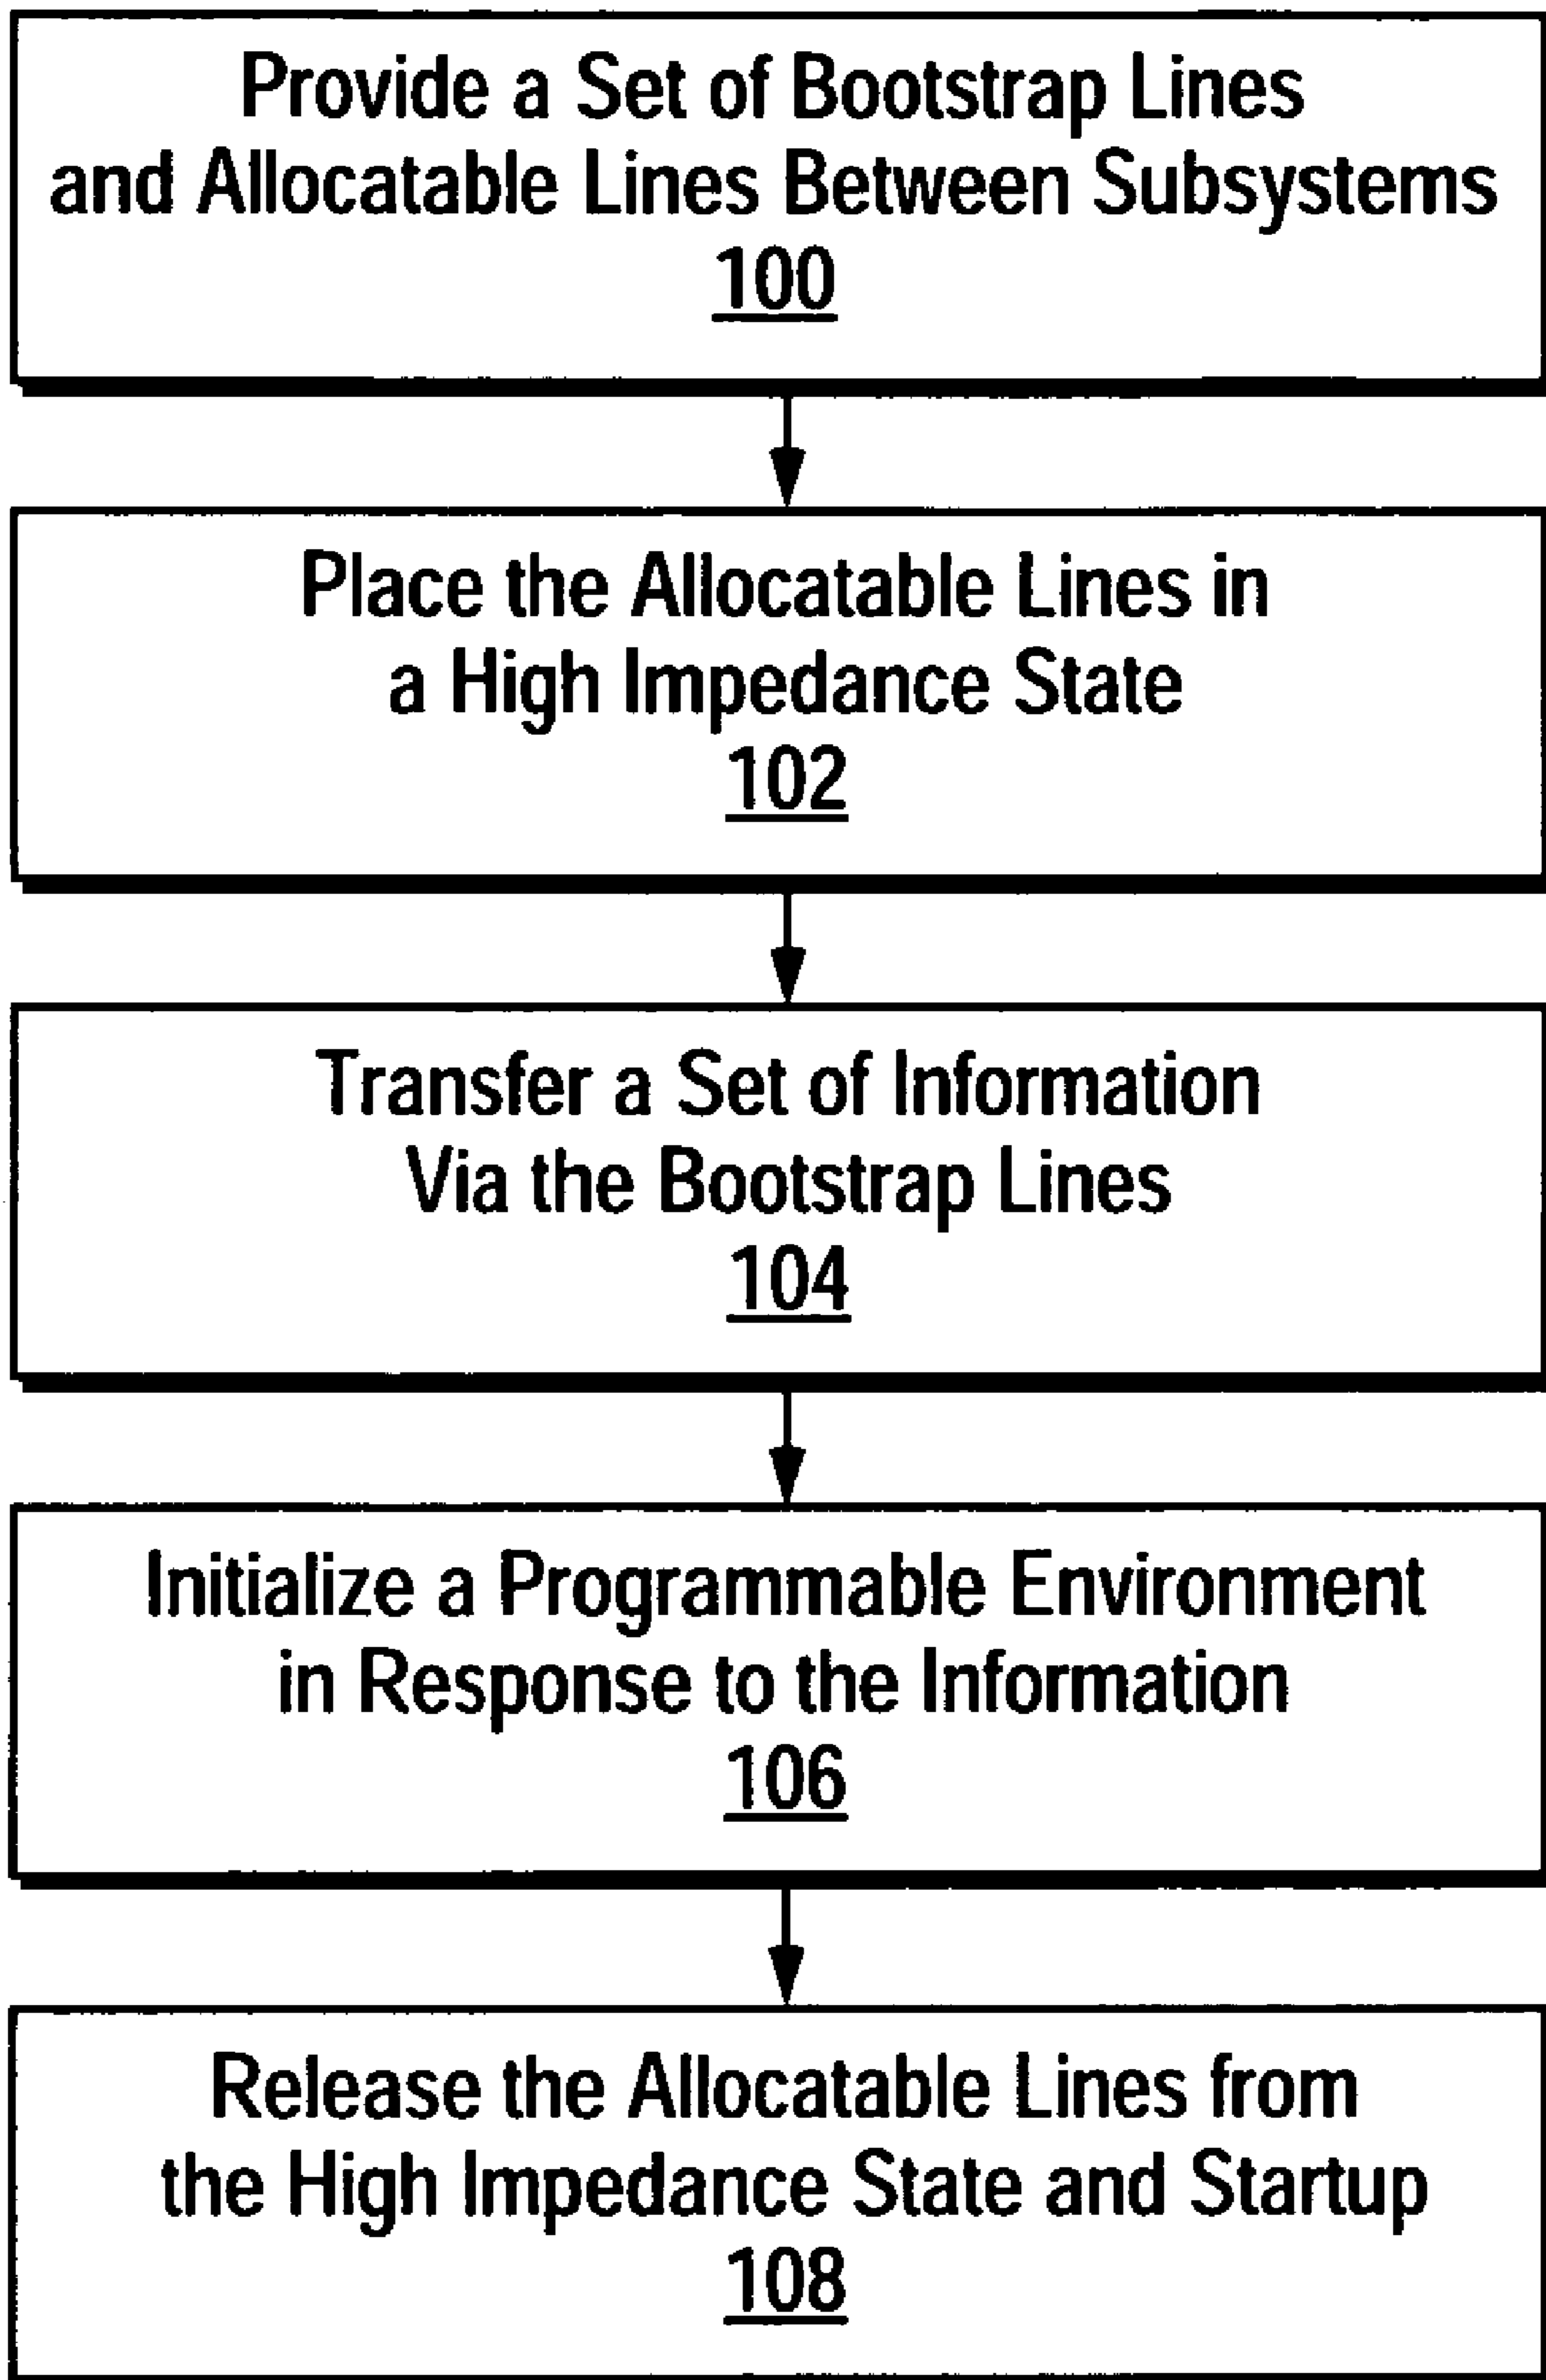 Provide a Set of Bootstrap Lines
and Allocatable Lines Between Subsystems
100
Place the Allocatable Lines in
a High Impedance State
102
Transfer a Set of Information
Via the Bootstrap Lines
104
Initialize a Programmable Environment
in Response to the Information
106
Release the Allocatable Lines from
the High Impedance State and Startup
108